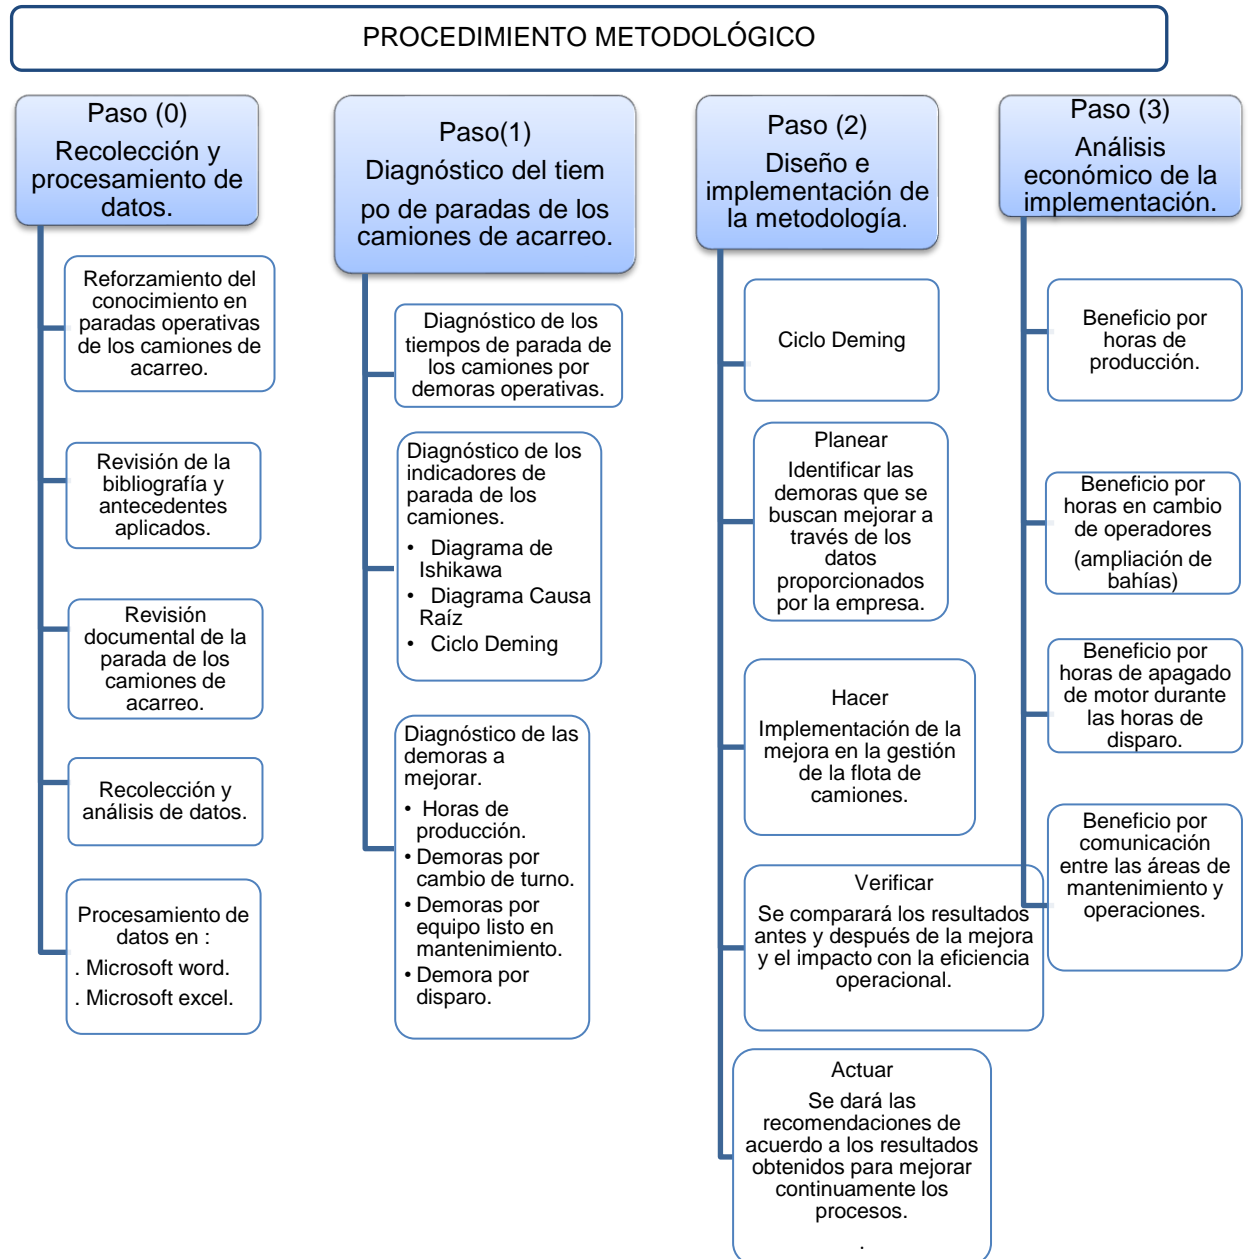 PROCEDIMIENTO METODOLÓGICO
Paso (0)
Recolección y
procesamiento de
datos.
Reforzamiento del
conocimiento en
paradas operativas
de los camiones de
acarreo.
Revisión de la
bibliografía y
antecedentes
aplicados.
Revisión
documental de la
parada de los
camiones de
acarreo.
Recolección y
análisis de datos.
Procesamiento de
datos en :
. Microsoft word.
. Microsoft excel.
Paso(1)
Diagnóstico del tiem
po de paradas de los
camiones de acarreo.
Diagnóstico de los
tiempos de parada de
los camiones por
demoras operativas.
Diagnóstico de los
indicadores de
parada de los
camiones.
• Diagrama de
Ishikawa
• Diagrama Causa
Raíz
• Ciclo Deming
Diagnóstico de las
demoras a
mejorar.
• Horas de
producción.
• Demoras por
cambio de turno.
• Demoras por
equipo listo en
mantenimiento.
• Demora por
disparo.
Paso (2)
Diseño e
implementación de
la metodología.
Ciclo Deming
Planear
Identificar las
demoras que se
buscan mejorar a
través de los
datos
proporcionados
por la empresa.
Hacer
Implementación de la
mejora en la gestión
de la flota de
camiones.
Verificar
Se comparará los resultados
antes y después de la mejora
y el impacto con la eficiencia
operacional.
Actuar
Se dará las
recomendaciones de
acuerdo a los resultados
obtenidos para mejorar
continuamente los
procesos.
.
Paso (3)
Análisis
económico de la
implementación.
Beneficio por
horas de
producción.
Beneficio por
horas en cambio
de operadores
(ampliación de
bahías)
Beneficio por
horas de apagado
de motor durante
las horas de
disparo.
Beneficio por
comunicación
entre las áreas de
mantenimiento y
operaciones.